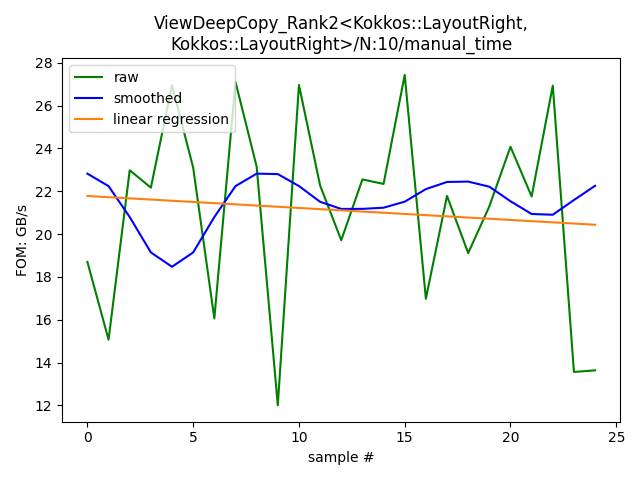 ViewDeepCopy_Rank2<Kokkos::LayoutRight,
Kokkos::LayoutRight>/N:10/manual_time
raw
smoothed
linear regression
FOM: GB/s
28
26
24
22
20
18
16
14
12
0
5
10
15
20
25
sample #